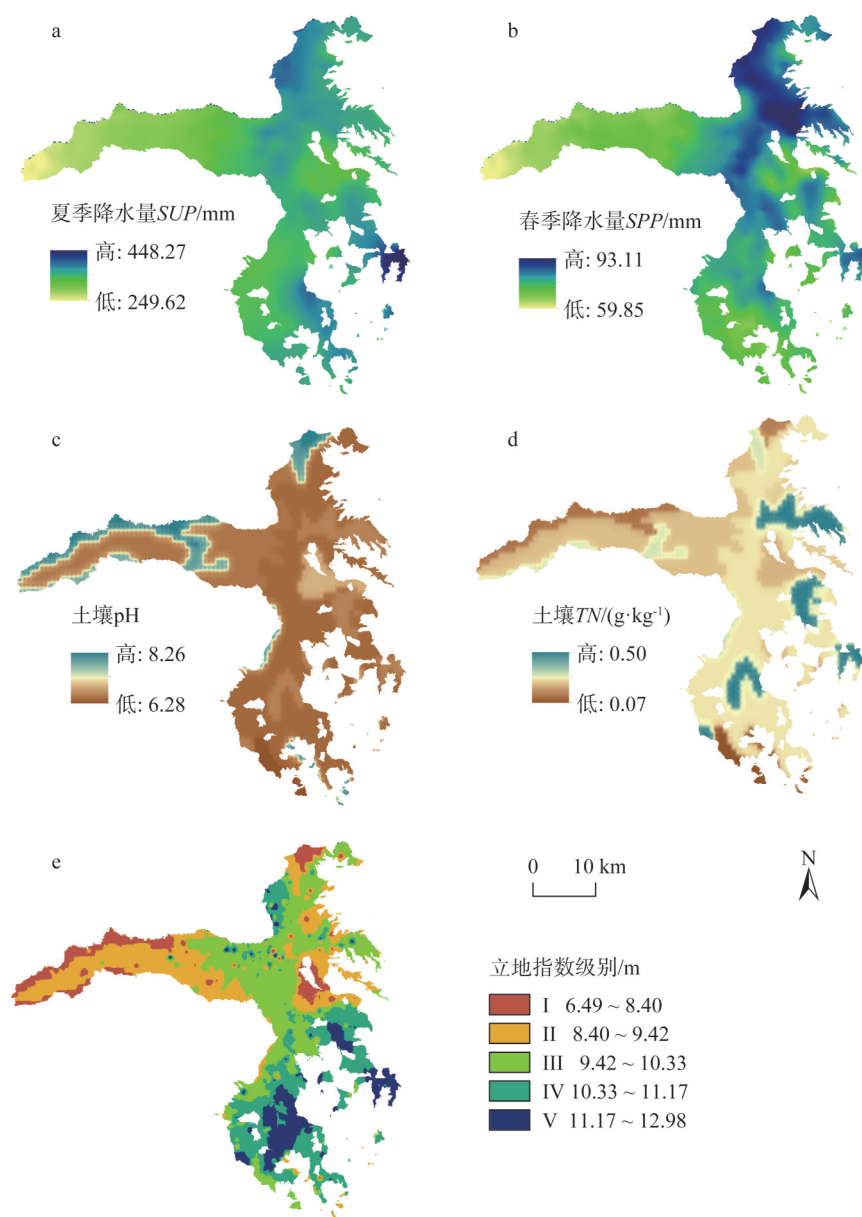 a
夏季降水量SUP/mm
高: 448.27
低: 249.62
b
春季降水量SPP/mm
高: 93.11
低: 59.85
c
土壤pH
高: 8.26
低: 6.28
d
土壤TN/(g·kg⁻¹)
高: 0.50
低: 0.07
e
0 10 km
N
立地指数级别/m
I 6.49 ~ 8.40
II 8.40 ~ 9.42
III 9.42 ~ 10.33
IV 10.33 ~ 11.17
V 11.17 ~ 12.98